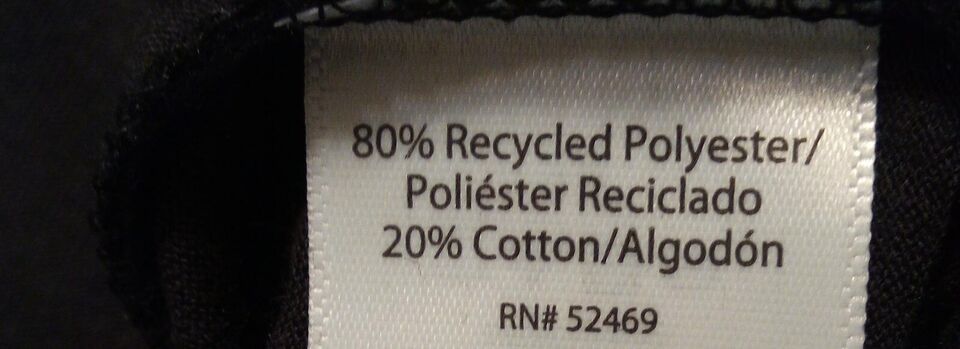 80% Recycled Polyester/
Poliéster Reciclado
20% Cotton/Algodón
RN# 52469